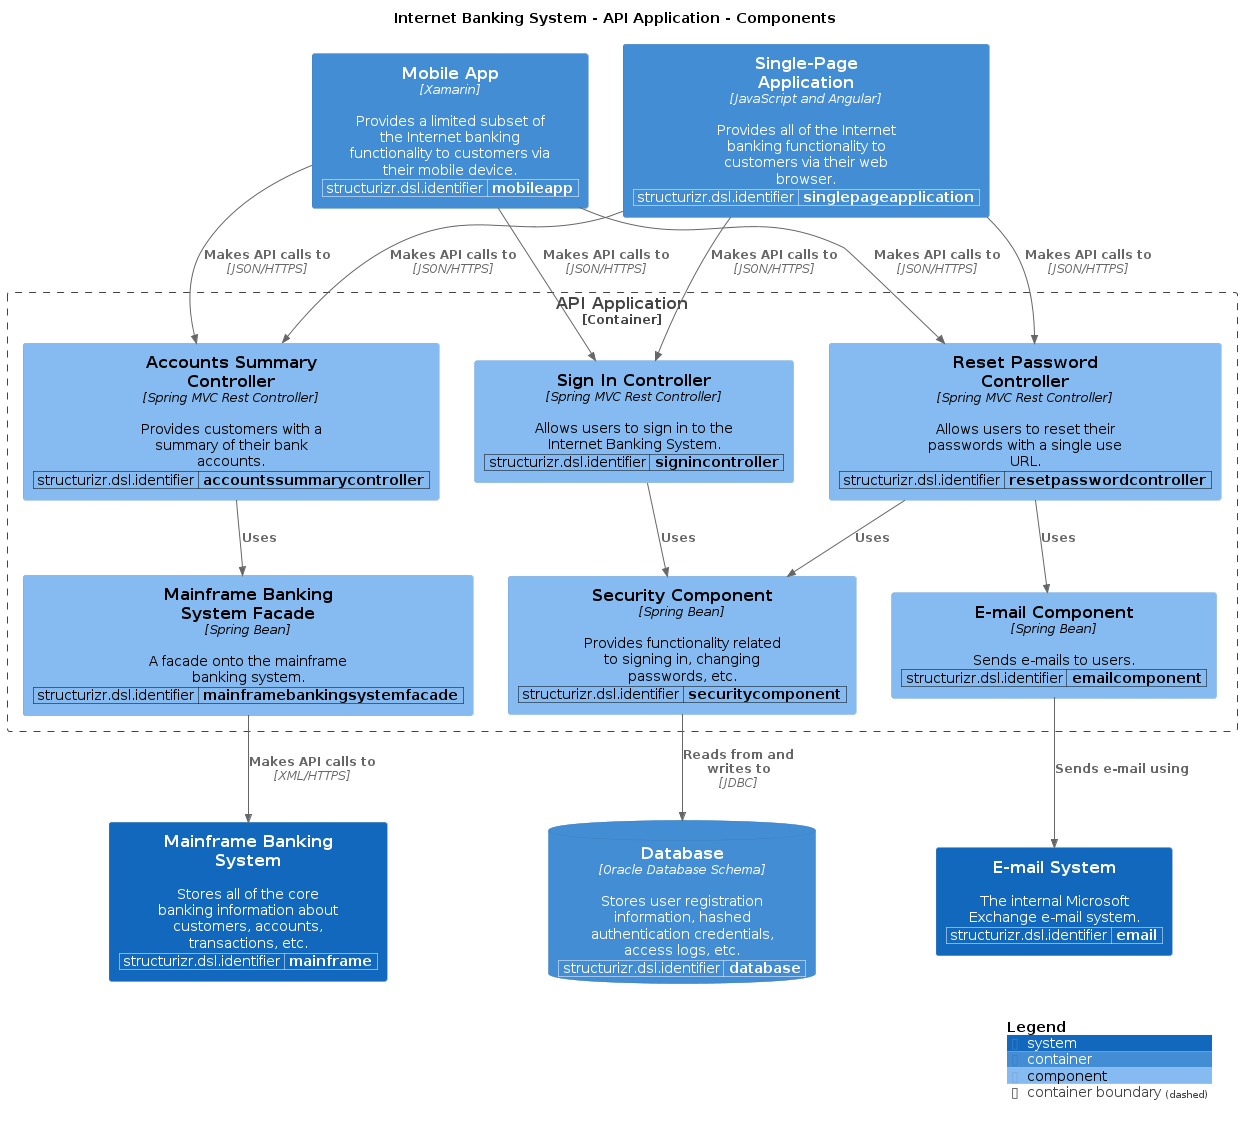 Internet Banking System - API Application - Components
Mobile App
[Xamarin]
Provides a limited subset of
the Internet banking
functionality to customers via
their mobile device.
structurizr.dsl.identifier mobileapp
Single-Page
Application
[JavaScript and Angular]
Provides all of the Internet
banking functionality to
customers via their web
browser.
structurizr.dsl.identifier singlepageapplication
Makes API calls to
[JSON/HTTPS]
Makes API calls to
[JSON/HTTPS]
Makes API calls to
[JSON/HTTPS]
Makes API calls to
[JSON/HTTPS]
Makes API calls to
[JSON/HTTPS]
Makes API calls to
[JSON/HTTPS]
API Application
[Container]
Accounts Summary
Controller
[Spring MVC Rest Controller]
Provides customers with a
summary of their bank
accounts.
structurizr.dsl.identifier accountssummarycontroller
Sign In Controller
[Spring MVC Rest Controller]
Allows users to sign in to the
Internet Banking System.
structurizr.dsl.identifier signincontroller
Reset Password
Controller
[Spring MVC Rest Controller]
Allows users to reset their
passwords with a single use
URL.
structurizr.dsl.identifier resetpasswordcontroller
Uses
Uses
Uses
Uses
Mainframe Banking
System Facade
[Spring Bean]
A facade onto the mainframe
banking system.
structurizr.dsl.identifier mainframebankingsystemfacade
Security Component
[Spring Bean]
Provides functionality related
to signing in, changing
passwords, etc.
structurizr.dsl.identifier securitycomponent
E-mail Component
[Spring Bean]
Sends e-mails to users.
structurizr.dsl.identifier emailcomponent
Makes API calls to
[XML/HTTPS]
Reads from and
writes to
[JDBC]
Sends e-mail using
Mainframe Banking
System
Stores all of the core
banking information about
customers, accounts,
transactions, etc.
structurizr.dsl.identifier mainframe
Database
[Oracle Database Schema]
Stores user registration
information, hashed
authentication credentials,
access logs, etc.
structurizr.dsl.identifier database
E-mail System
The internal Microsoft
Exchange e-mail system.
structurizr.dsl.identifier email
Legend
system
container
component
container boundary (dashed)